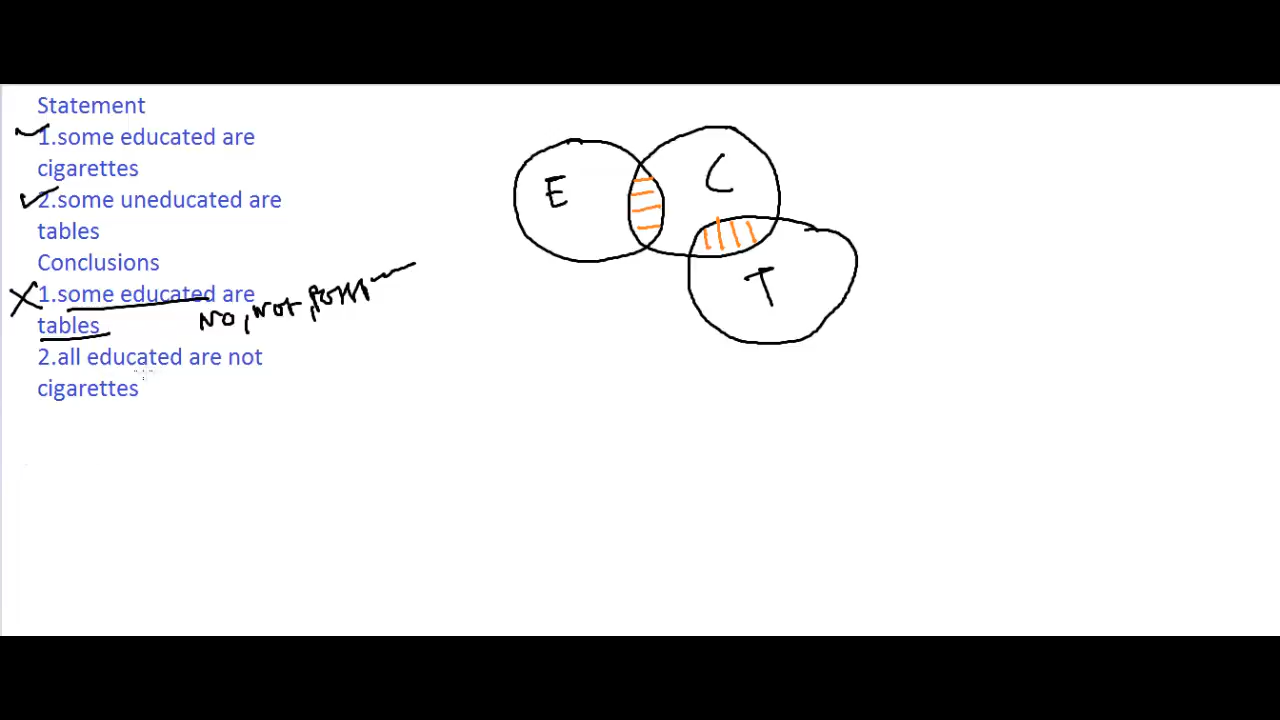 Statement
1.some educated are
cigarettes
2.some uneducated are
tables
Conclusions
1.some educated are
tables
No, not,
2.all educated are not
cigarettes
E
C
T